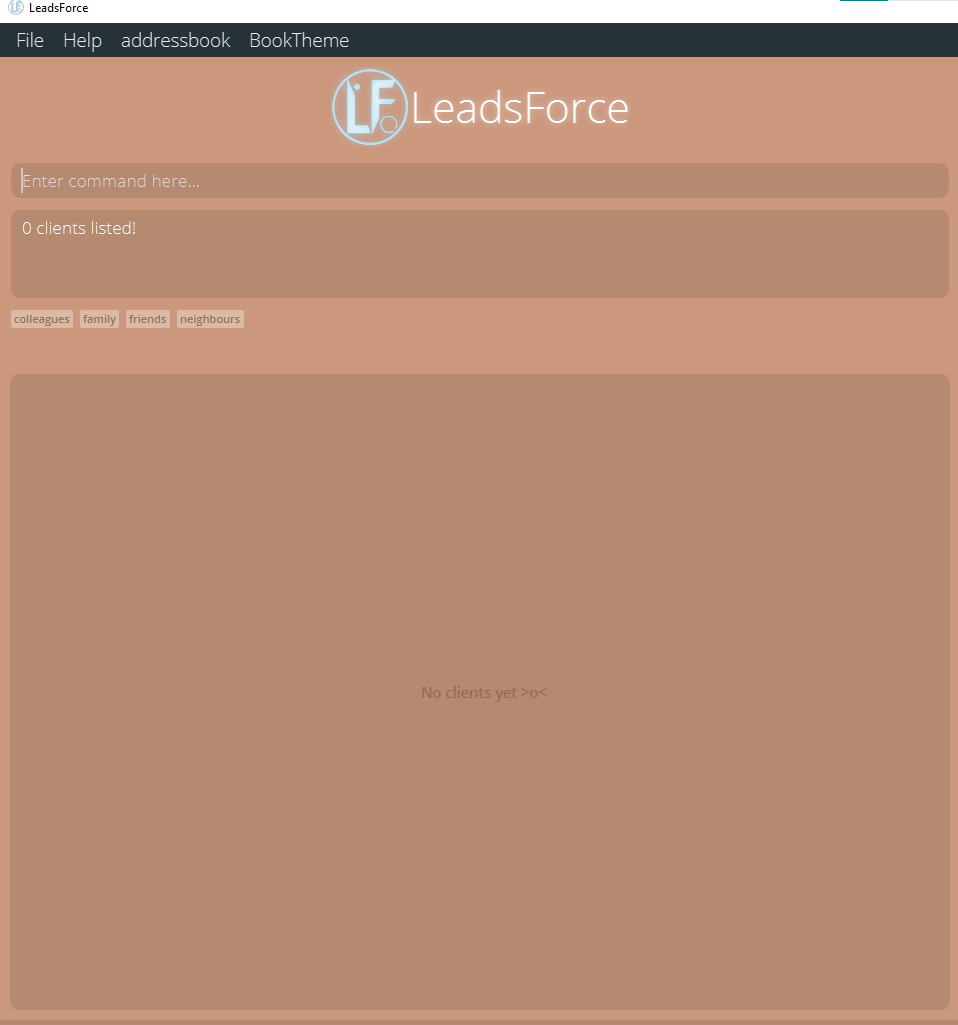 LeadsForce
File Help addressbook BookTheme
LF LeadsForce
Enter command here...
0 clients listed!
colleagues family friends neighbours
No clients yet >o<